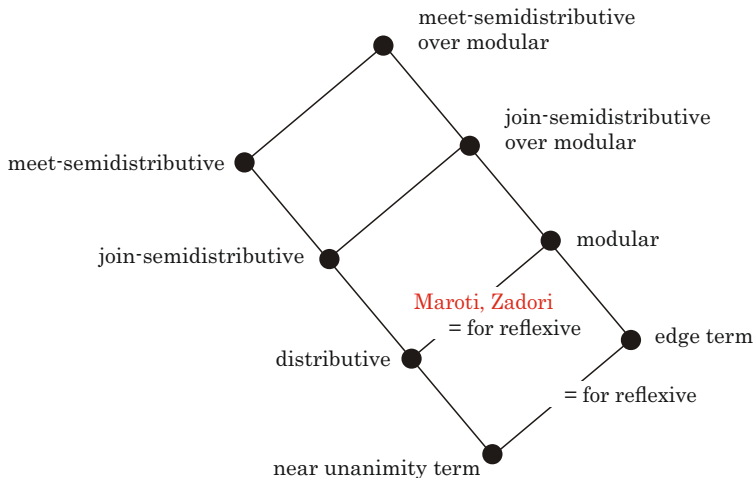 meet-semidistributive
over modular
join-semidistributive
over modular
meet-semidistributive
modular
join-semidistributive
Maroti, Zadori
= for reflexive
edge term
distributive
= for reflexive
near unanimity term